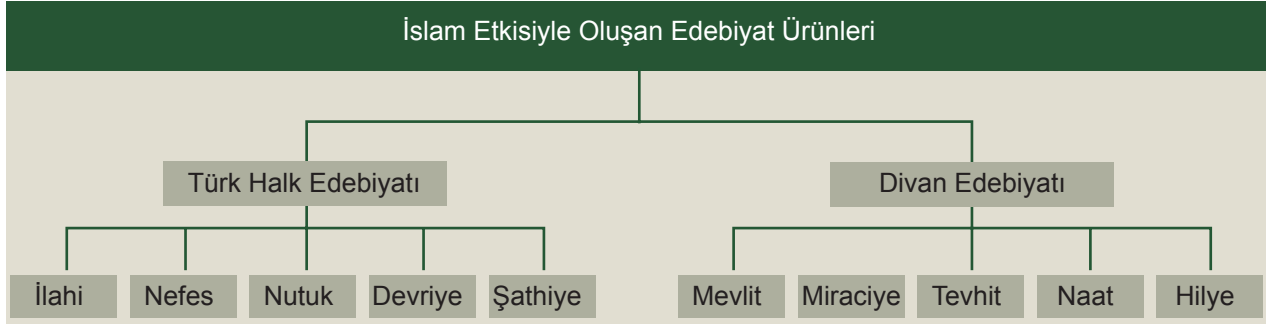 İslam Etkisiyle Oluşan Edebiyat Ürünleri
Türk Halk Edebiyatı
Divan Edebiyatı
İlahi
Nefes
Nutuk
Devriye
Şathiye
Mevlit
Miraciye
Tevhit
Naat
Hilye